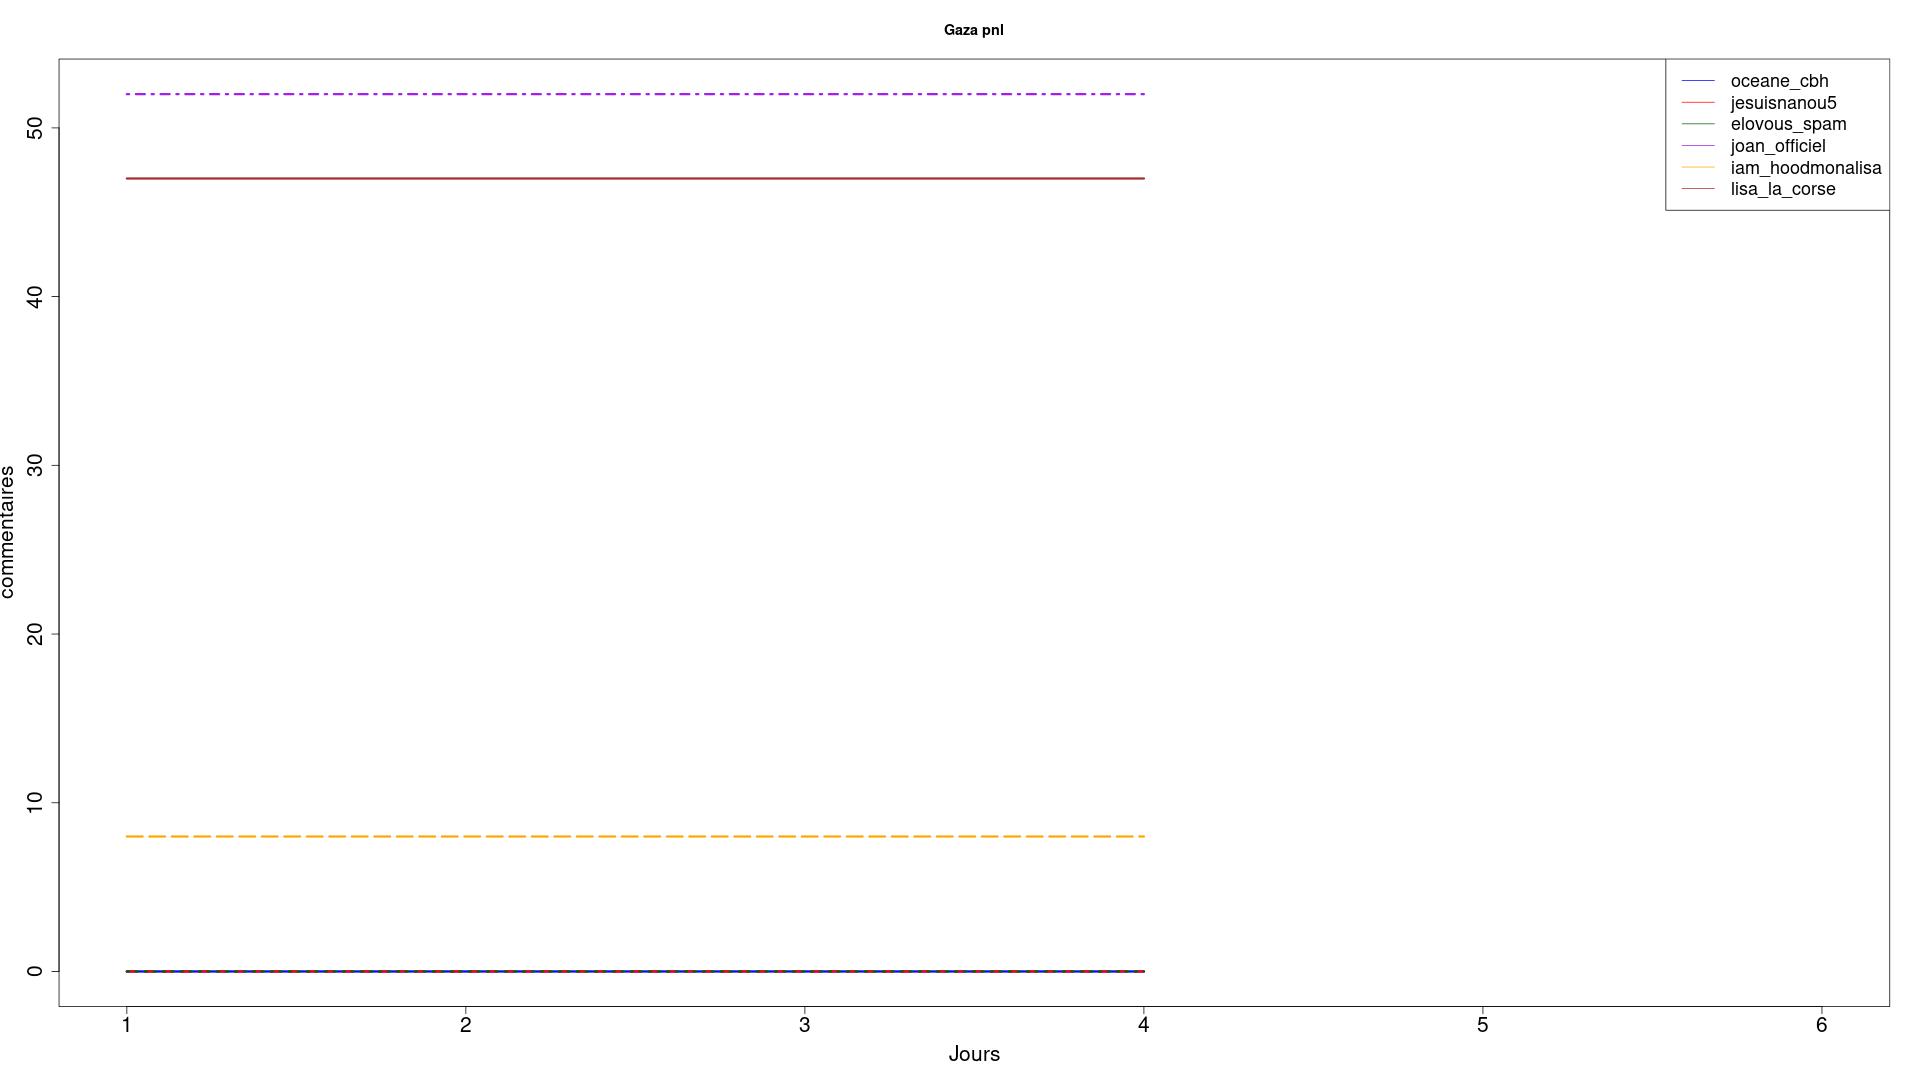 Gaza pnl
oceane_cbh
jesuisnanou5
elovous_spam
joan_officiel
iam_hoodmonalisa
lisa_la_corse
commentaires
50
40
30
20
10
0
1 2 3 4 5 6
Jours